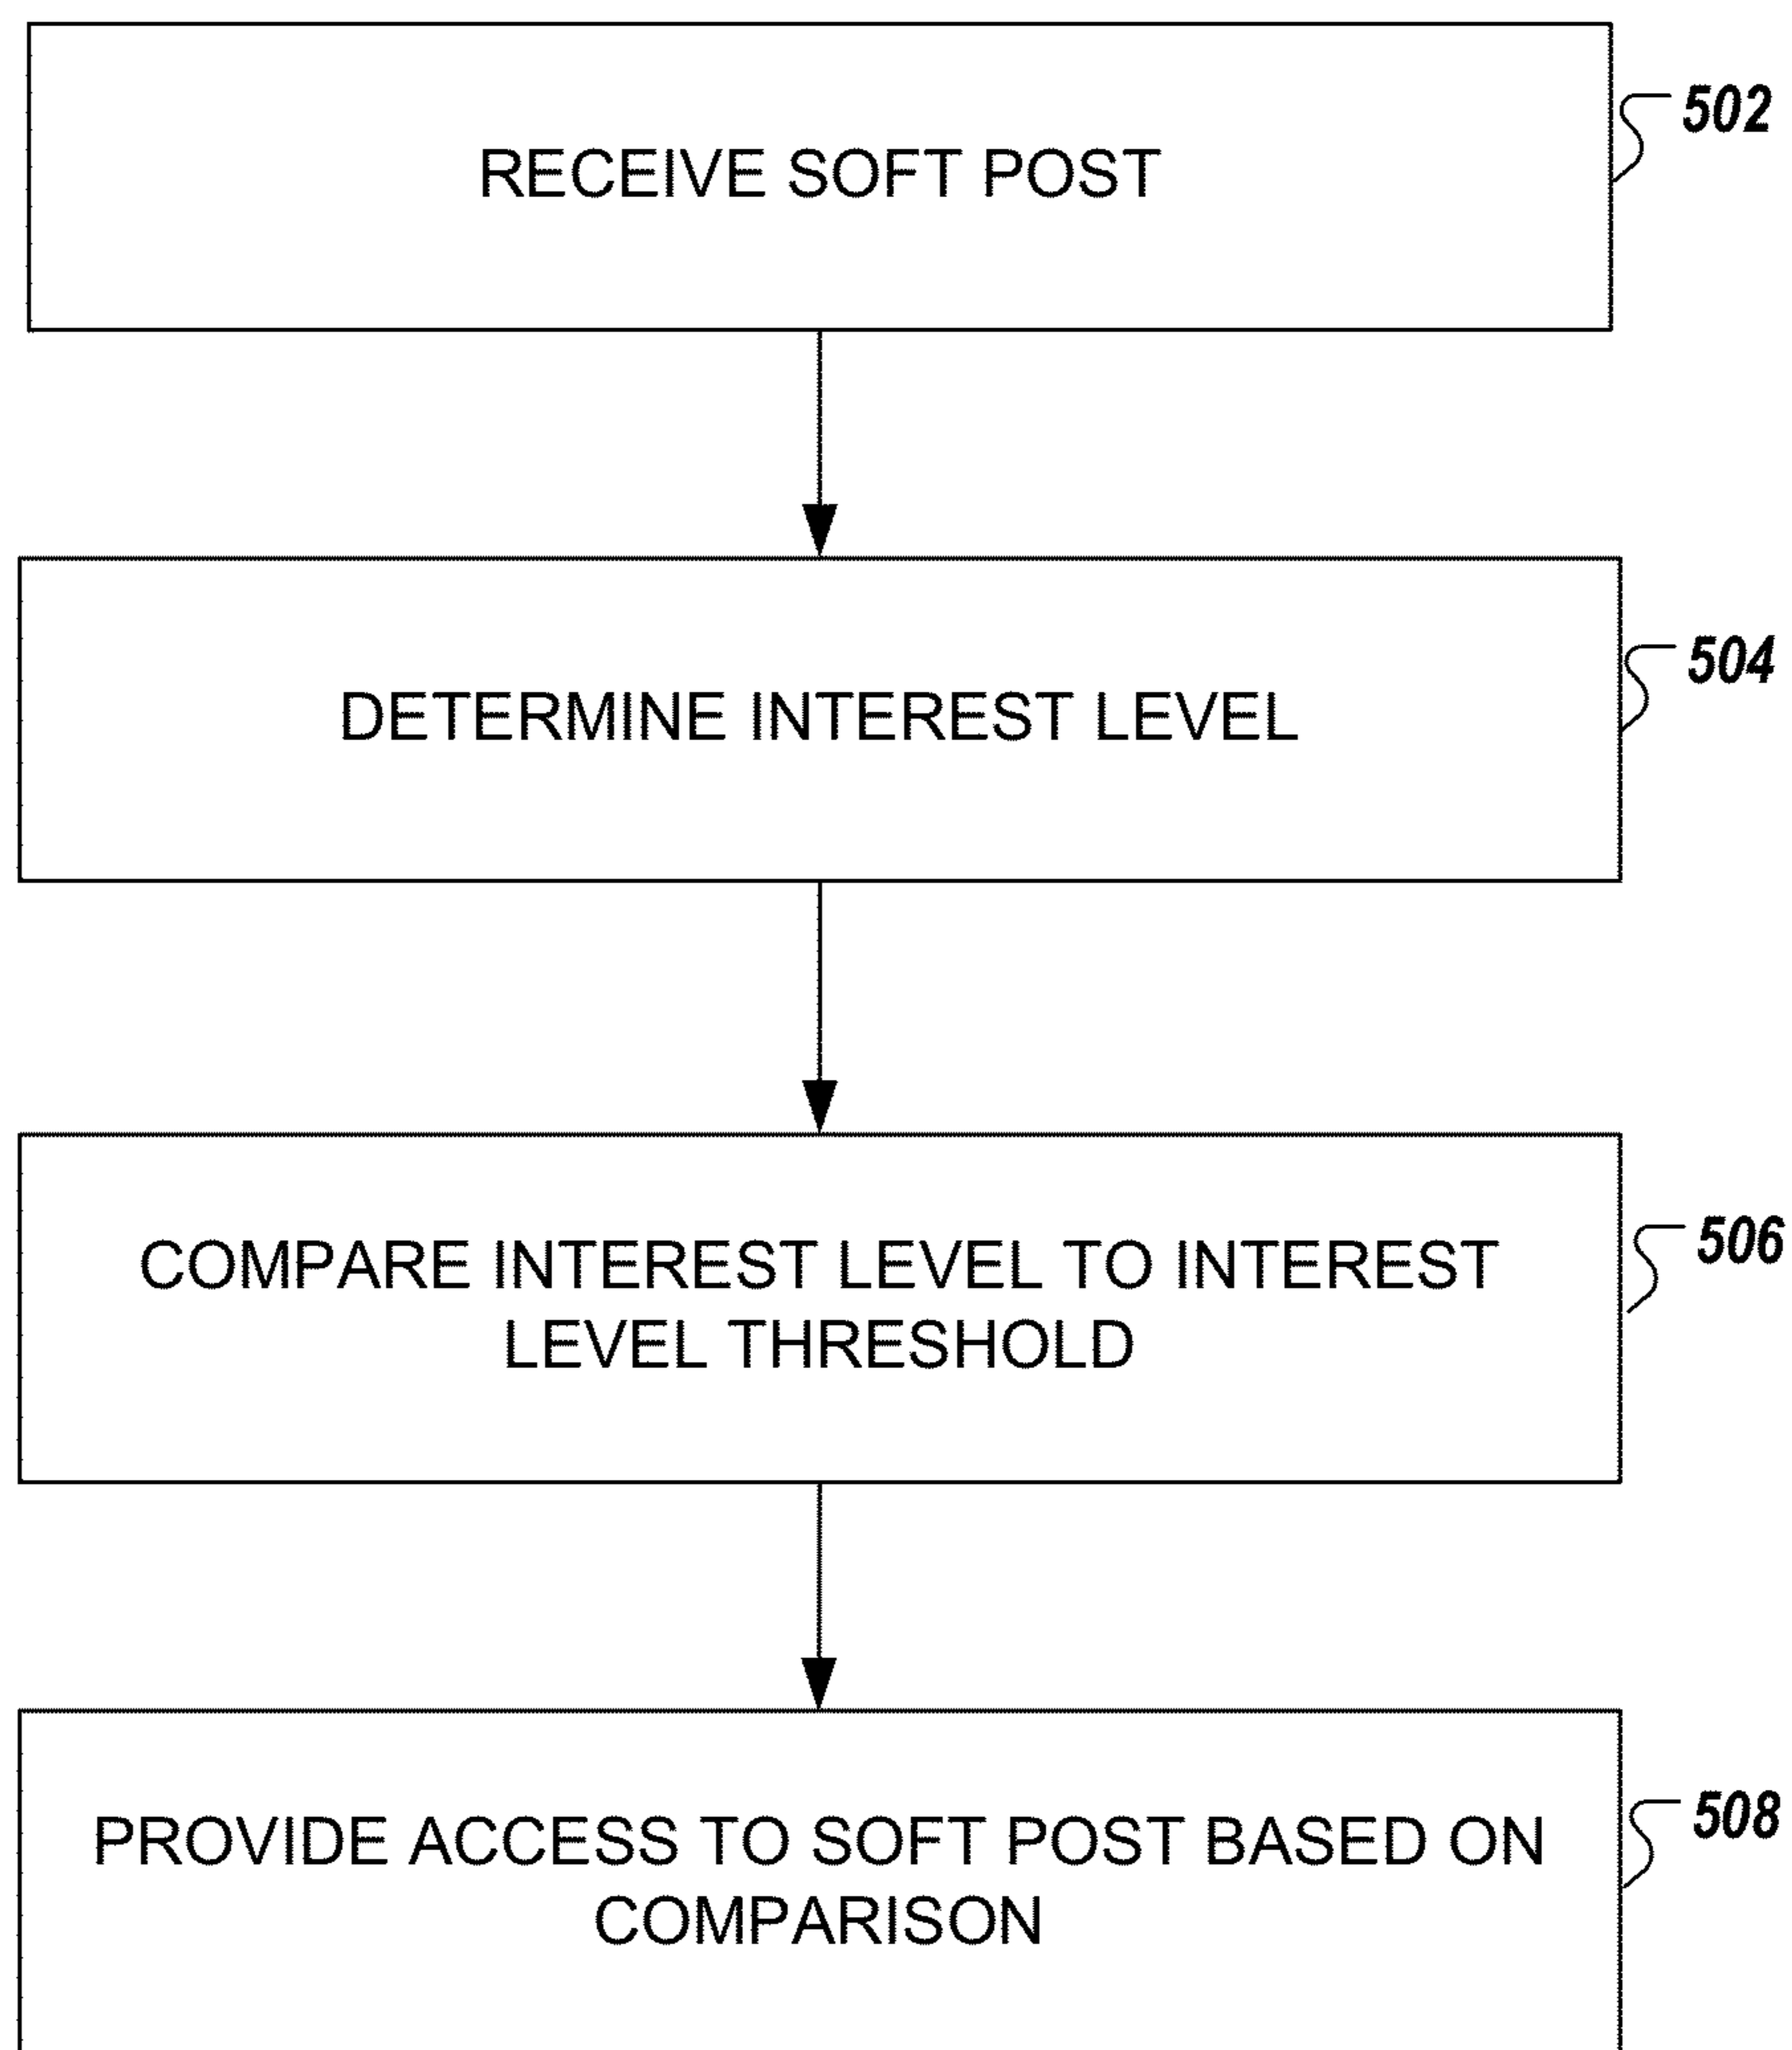 RECEIVE SOFT POST
502
DETERMINE INTEREST LEVEL
504
COMPARE INTEREST LEVEL TO INTEREST
LEVEL THRESHOLD
506
PROVIDE ACCESS TO SOFT POST BASED ON
COMPARISON
508